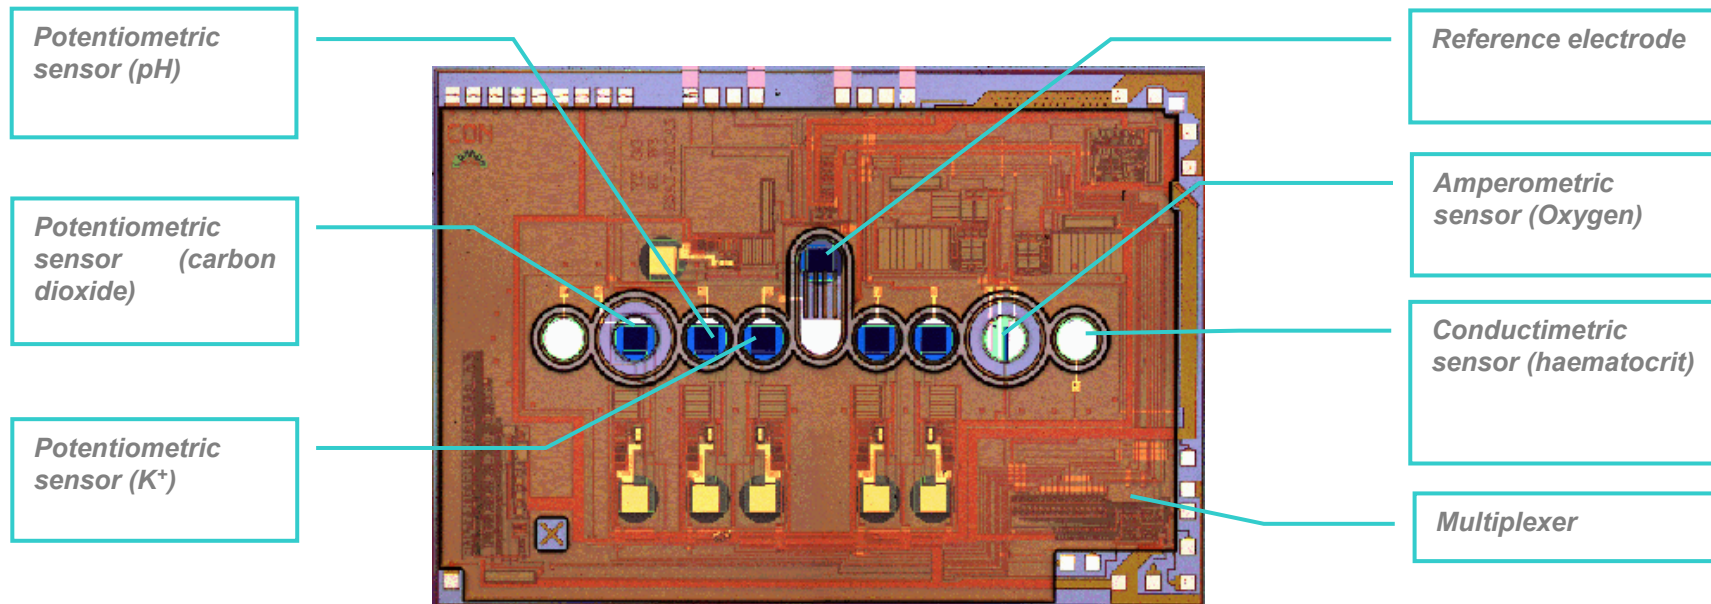 Potentiometric
sensor (pH)
Potentiometric
sensor (carbon
dioxide)
Potentiometric
sensor (K⁺)
Reference electrode
Amperometric
sensor (Oxygen)
Conductimetric
sensor (haematocrit)
Multiplexer